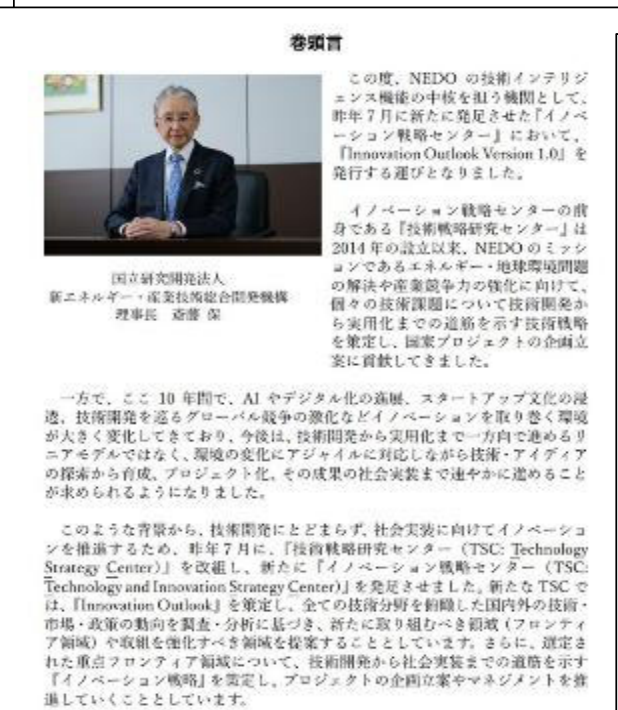 巻頭言
この度、NEDO の技術インテリジ
ェンス機能の中核を担う機関として、
昨年7月に新たに発足させた『イノベ
ーション戦略センター』において、
『Innovation Outlook Version 1.0』を
発行する運びとなりました。
イノベーション戦略センターの前
身である『技術戦略研究センター』は
2014年の設立以来、NEDOのミッシ
ョンであるエネルギー・地球環境問題
の解決や産業競争力の強化に向けて、
個々の技術課題について技術開発か
ら実用化までの道筋を示す技術戦略
を策定し、国家プロジェクトの企画立
案に貢献してきました。
国立研究開発法人
新エネルギー・産業技術総合開発機構
理事長 斎藤 保
一方で、ここ 10 年間で、AI やデジタル化の進展、スタートアップ文化の浸
透、技術開発を巡るグローバル競争の激化などイノベーションを取り巻く環境
が大きく変化してきており、今後は、技術開発から実用化まで一方向で進めるリ
ニアモデルではなく、環境の変化にアジャイルに対応しながら技術・アイディア
の探索から育成、プロジェクト化、その成果の社会実装まで速やかに進めること
が求められるようになりました。
このような背景から、技術開発にとどまらず、社会実装に向けてイノベーショ
ンを推進するため、昨年7月に、『技術戦略研究センター（TSC: Technology
Strategy Center）』を改組し、新たに『イノベーション戦略センター（TSC:
Technology and Innovation Strategy Center）』を発足させました。新たな TSC で
は、『Innovation Outlook』を策定し、全ての技術分野を俯瞰した国内外の技術・
市場・政策の動向を調査・分析に基づき、新たに取り組むべき領域（フロンティ
ア領域）や取組を強化すべき領域を提案することとしています。さらに、選定さ
れた重点フロンティア領域について、技術開発から社会実装までの道筋を示す
『イノベーション戦略』を策定し、プロジェクトの企画立案やマネジメントを推
進していくこととしています。